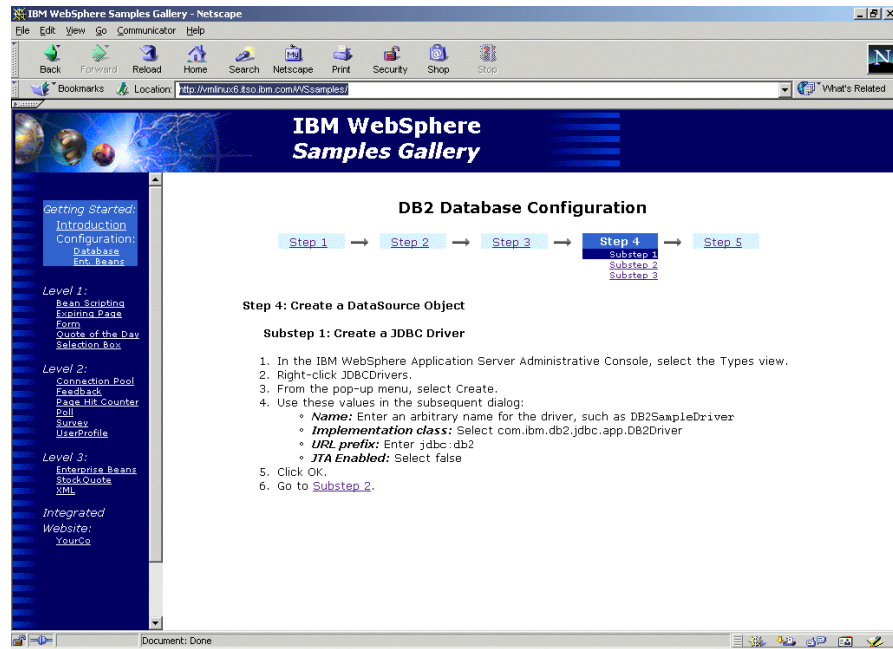 IBM WebSphere Samples Gallery - Netscape
File Edit View Go Communicator Help
Back Forward Reload Home Search Netscape Print Security Shop Stop
My
N
Bookmarks Location: http://vmlinux6.itso.ibm.com/WSsamples/ What's Related
IBM WebSphere
Samples Gallery
Getting Started:
Introduction
Configuration:
Database
Ent. Beans
Level 1:
Bean Scripting
Expiring Page
Form
Quote of the Day
Selection Box
Level 2:
Connection Pool
Feedback
Page Hit Counter
Poll
Survey
UserProfile
Level 3:
Enterprise Beans
StockQuote
XML
Integrated
Website:
YourCo
DB2 Database Configuration
Step 1 → Step 2 → Step 3 → Step 4 → Step 5
Substep 1
Substep 2
Substep 3
Step 4: Create a DataSource Object
Substep 1: Create a JDBC Driver
1. In the IBM WebSphere Application Server Administrative Console, select the Types view.
2. Right-click JDBCDrivers.
3. From the pop-up menu, select Create.
4. Use these values in the subsequent dialog:
° Name: Enter an arbitrary name for the driver, such as DB2SampleDriver
° Implementation class: Select com.ibm.db2.jdbc.app.DB2Driver
° URL prefix: Enter jdbc:db2
° JTA Enabled: Select false
5. Click OK.
6. Go to Substep 2.
Document: Done